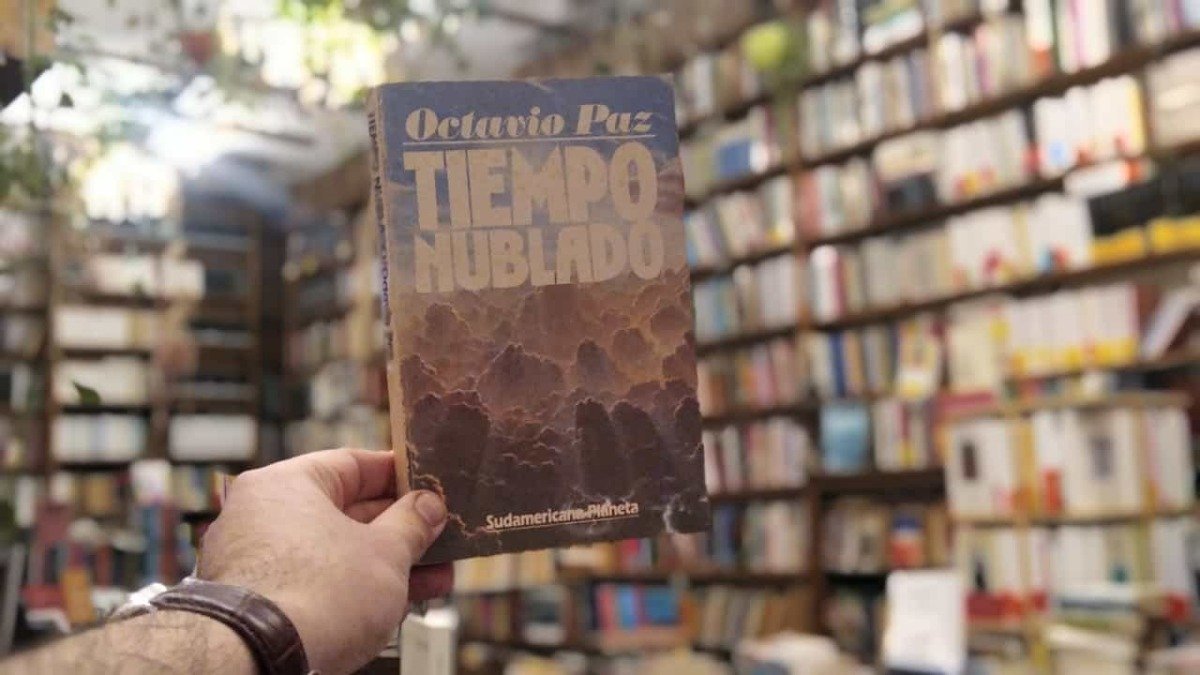 Octavio Paz
TIEMPO
NUBLADO
Sudamericana Planeta